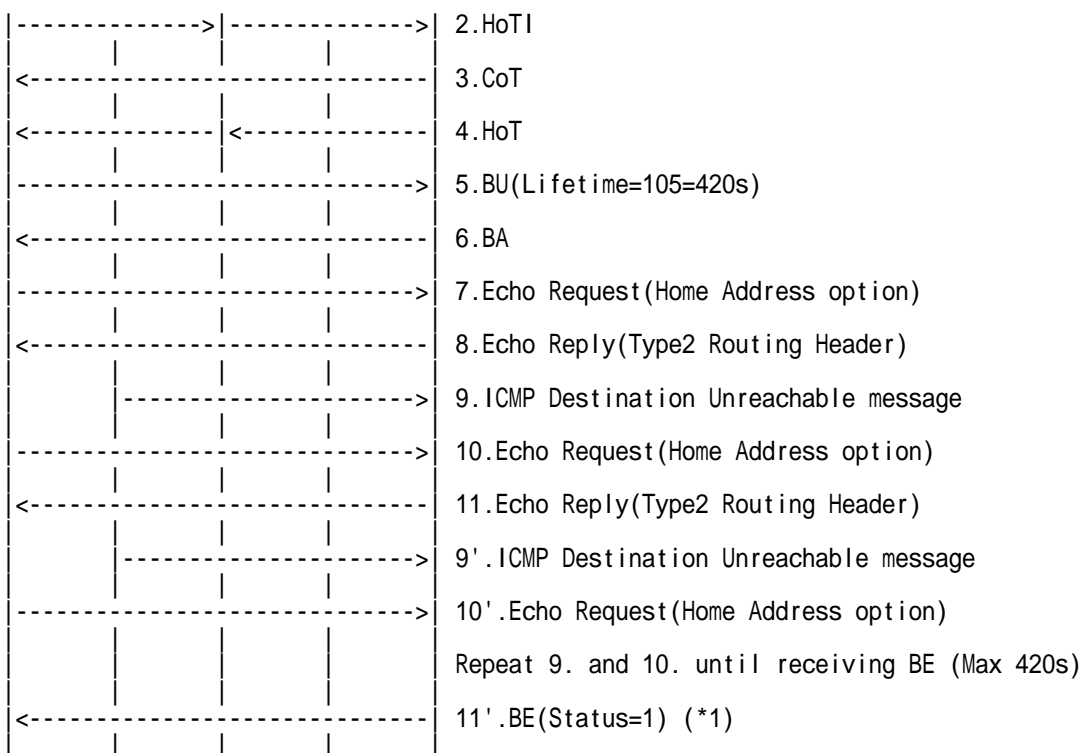 2.HoTI
3.CoT
4.HoT
5.BU(Lifetime=105=420s)
6.BA
7.Echo Request(Home Address option)
8.Echo Reply(Type2 Routing Header)
9.ICMP Destination Unreachable message
10.Echo Request(Home Address option)
11.Echo Reply(Type2 Routing Header)
9'.ICMP Destination Unreachable message
10'.Echo Request(Home Address option)
Repeat 9. and 10. until receiving BE (Max 420s)
11'.BE(Status=1) (*1)